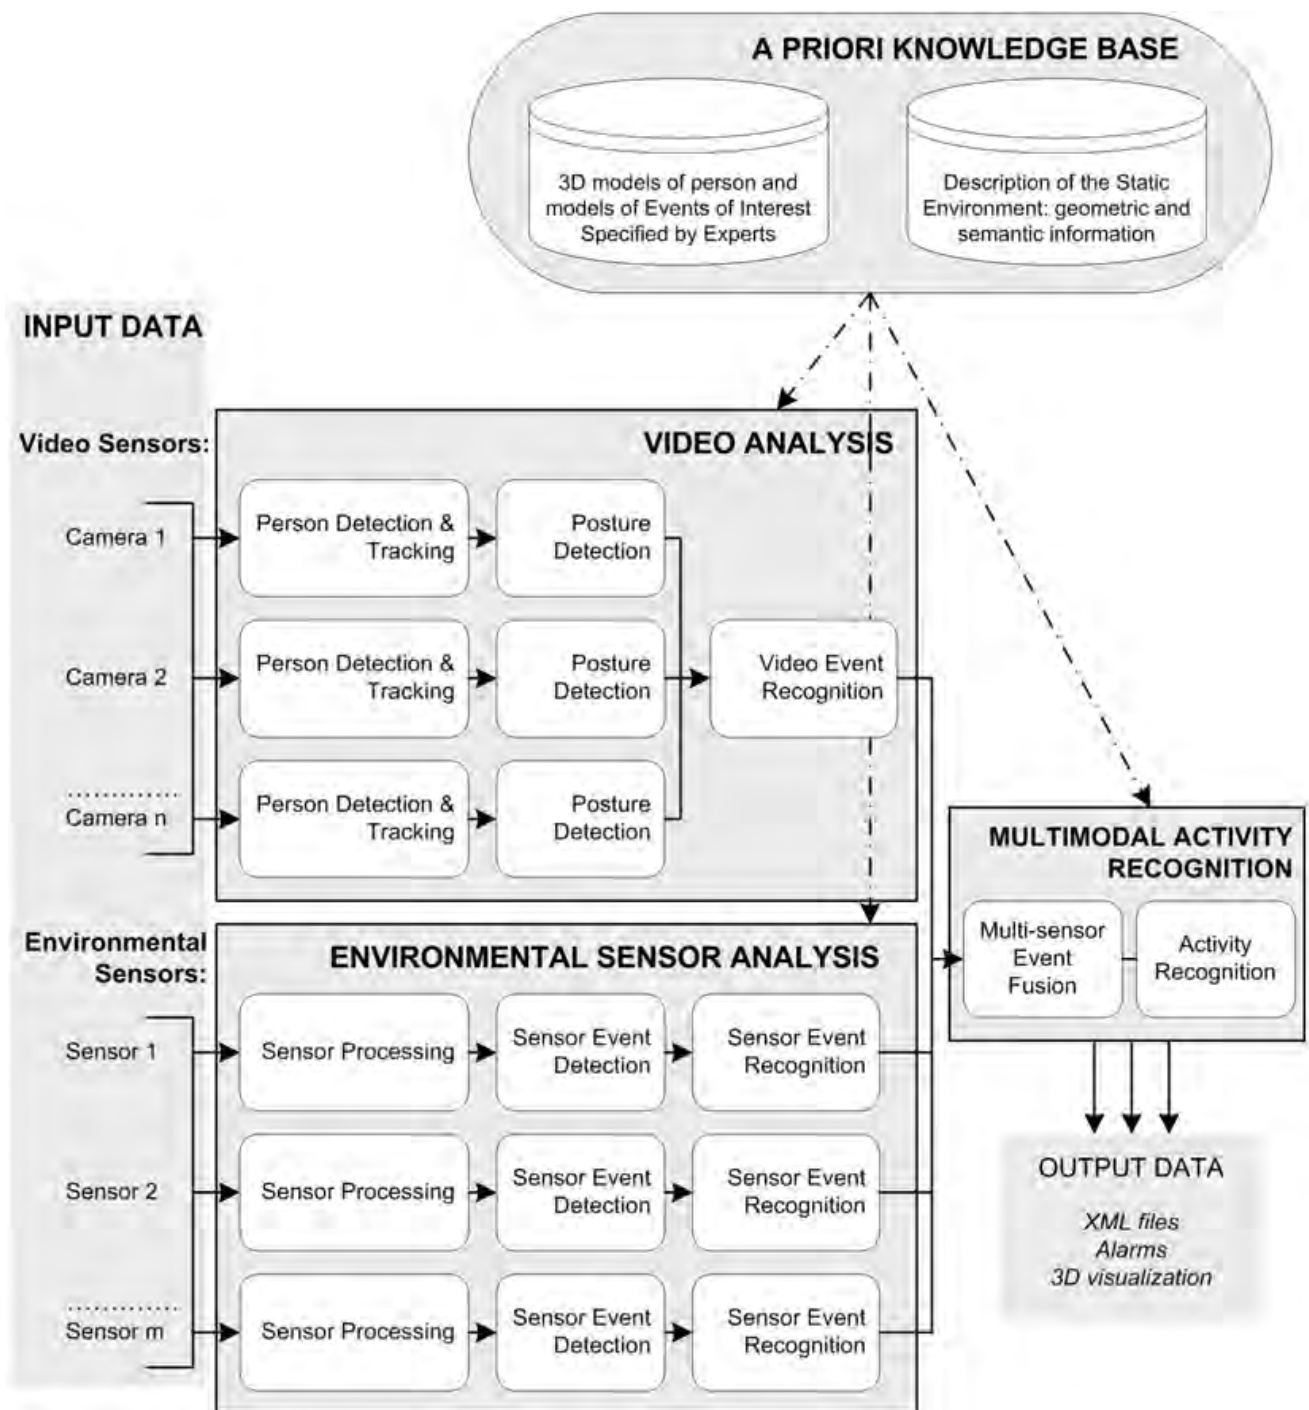 A PRIORI KNOWLEDGE BASE
3D models of person and
models of Events of Interest
Specified by Experts
Description of the Static
Environment: geometric and
semantic information
INPUT DATA
Video Sensors:
Camera 1
Camera 2
Camera n
VIDEO ANALYSIS
Person Detection &
Tracking
Posture
Detection
Person Detection &
Tracking
Posture
Detection
Video Event
Recognition
Person Detection &
Tracking
Posture
Detection
Environmental
Sensors:
Sensor 1
Sensor 2
Sensor m
ENVIRONMENTAL SENSOR ANALYSIS
Sensor Processing
Sensor Event
Detection
Sensor Event
Recognition
Sensor Processing
Sensor Event
Detection
Sensor Event
Recognition
Sensor Processing
Sensor Event
Detection
Sensor Event
Recognition
MULTIMODAL ACTIVITY
RECOGNITION
Multi-sensor
Event
Fusion
Activity
Recognition
OUTPUT DATA
XML files
Alarms
3D visualization